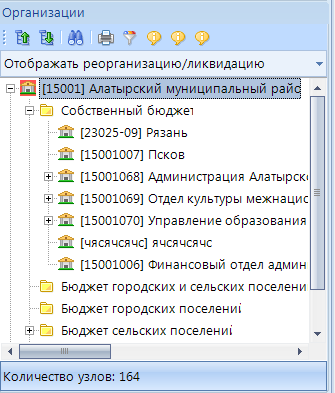 Организации
Отображать реорганизацию/ликвидацию
[15001] Алатырский муниципальный райо
Собственный бюджет
[23025-09] Рязань
[15001007] Псков
[15001068] Администрация Алатырско
[15001069] Отдел культуры межнацио
[15001070] Управление образования
[чясячсячс] ячсячсячс
[15001006] Финансовый отдел админ
Бюджет городских и сельских поселени
Бюджет городских поселений
Бюджет сельских поселений
Количество узлов: 164